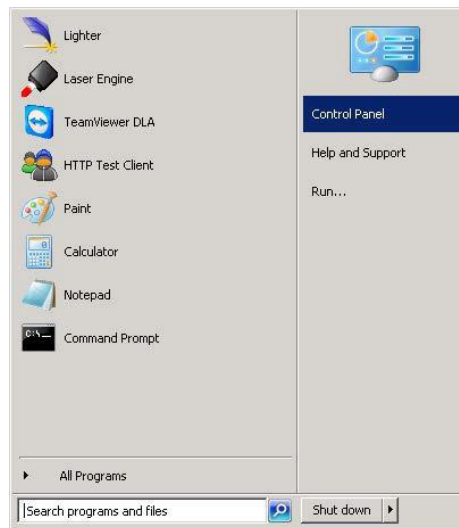 Lighter
Laser Engine
TeamViewer DLA
HTTP Test Client
Paint
Calculator
Notepad
C:\_
Command Prompt
All Programs
Search programs and files
Control Panel
Help and Support
Run...
Shut down